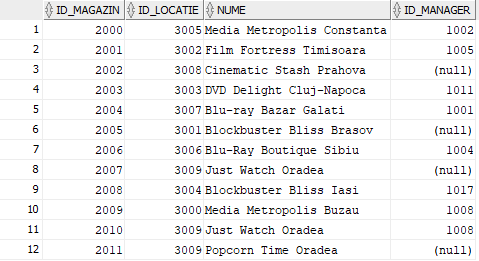 ID_MAGAZIN ID_LOCATIE NUME ID_MANAGER
1 2000 3005 Media Metropolis Constanta 1002
2 2001 3002 Film Fortress Timisoara 1005
3 2002 3008 Cinematic Stash Prahova (null)
4 2003 3003 DVD Delight Cluj-Napoca 1011
5 2004 3007 Blu-ray Bazar Galati 1001
6 2005 3001 Blockbuster Bliss Brasov (null)
7 2006 3006 Blu-Ray Boutique Sibiu 1004
8 2007 3009 Just Watch Oradea (null)
9 2008 3004 Blockbuster Bliss Iasi 1017
10 2009 3000 Media Metropolis Buzau 1008
11 2010 3009 Just Watch Oradea 1008
12 2011 3009 Popcorn Time Oradea (null)